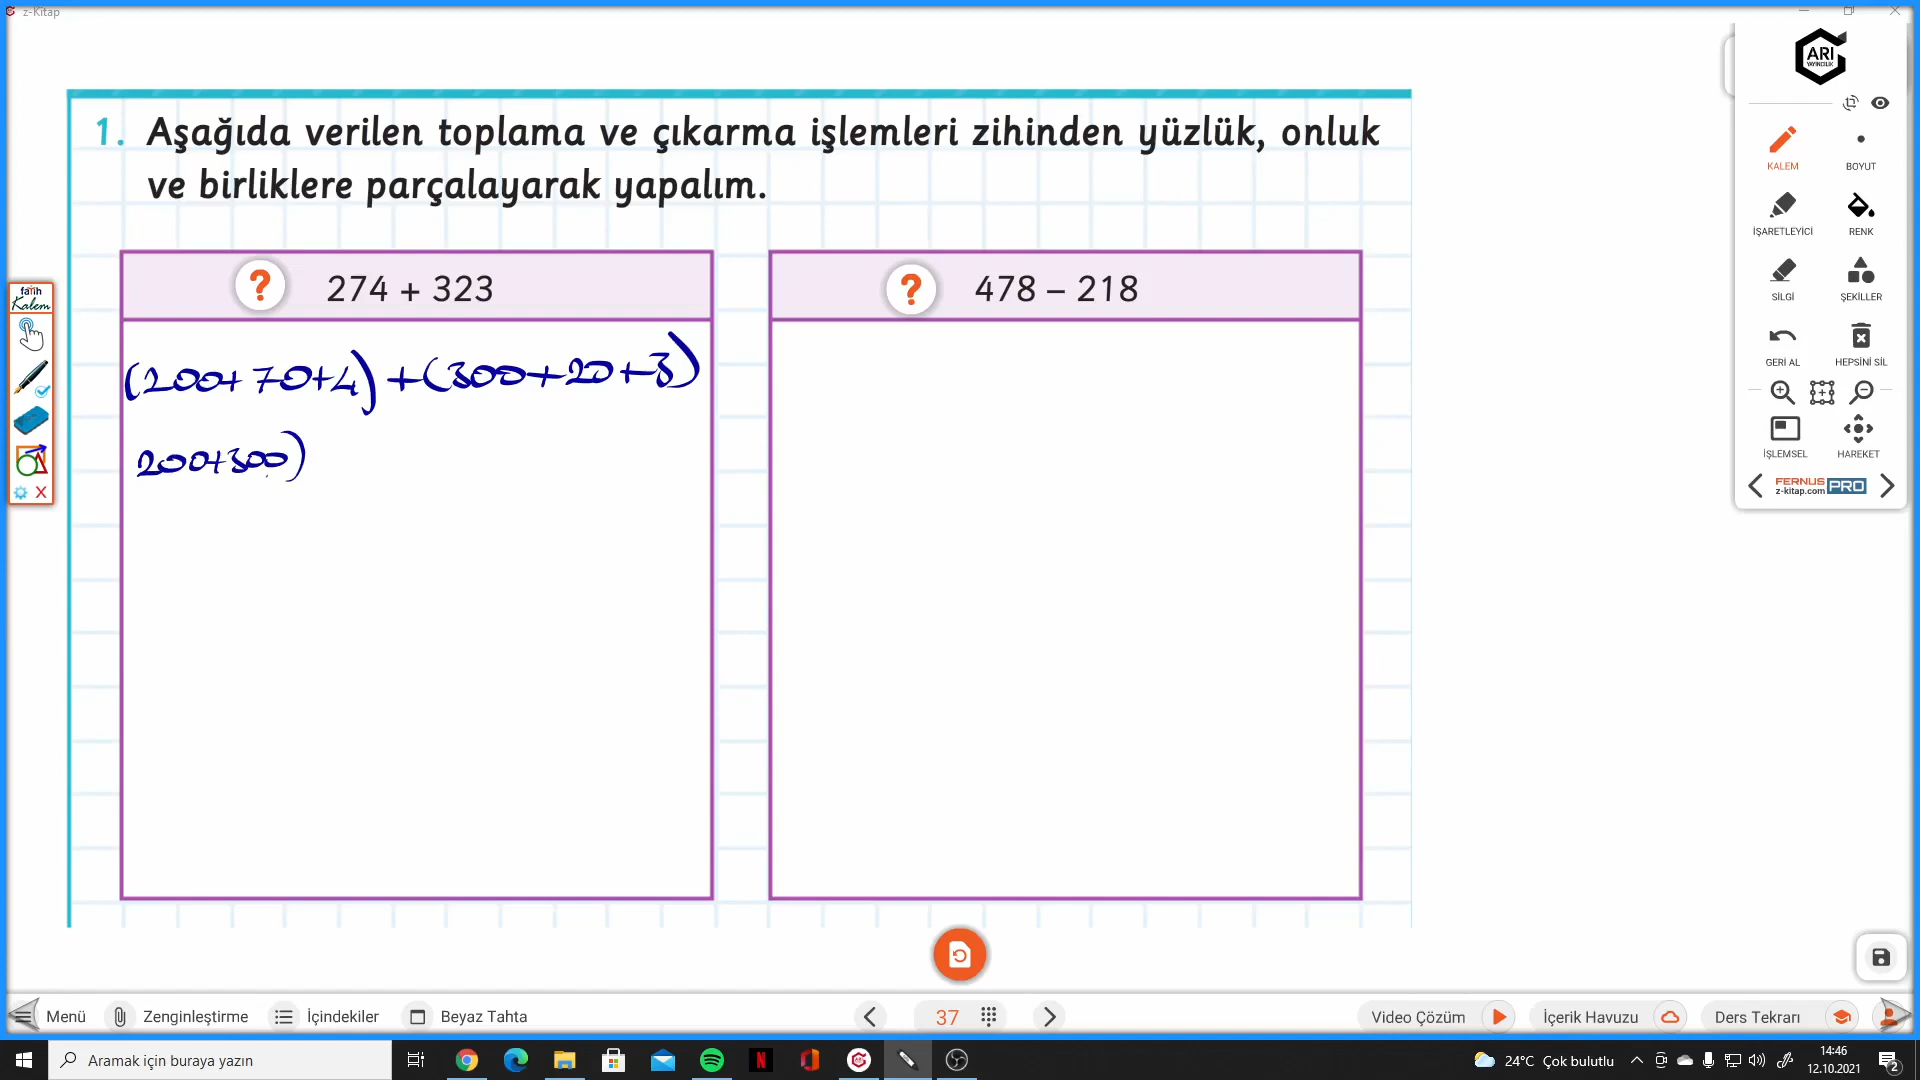 z-Kitap
1. Aşağıda verilen toplama ve çıkarma işlemleri zihinden yüzlük, onluk
ve birliklere parçalayarak yapalım.
? 274 + 323
(200+70+4)+(300+20+3)
200+300)
? 478 – 218
fatih
Kalem
ARI
YAYINCILIK
KALEM
BOYUT
İŞARETLEYİCİ
RENK
SİLGİ
ŞEKİLLER
GERİ AL
HEPSİNİ SİL
İŞLEMSEL
HAREKET
FERNUS
z-kitap.com PRO
Menü
Zenginleştirme
İçindekiler
Beyaz Tahta
37
Video Çözüm
İçerik Havuzu
Ders Tekrarı
Aramak için buraya yazın
24°C Çok bulutlu
14:46
12.10.2021
2